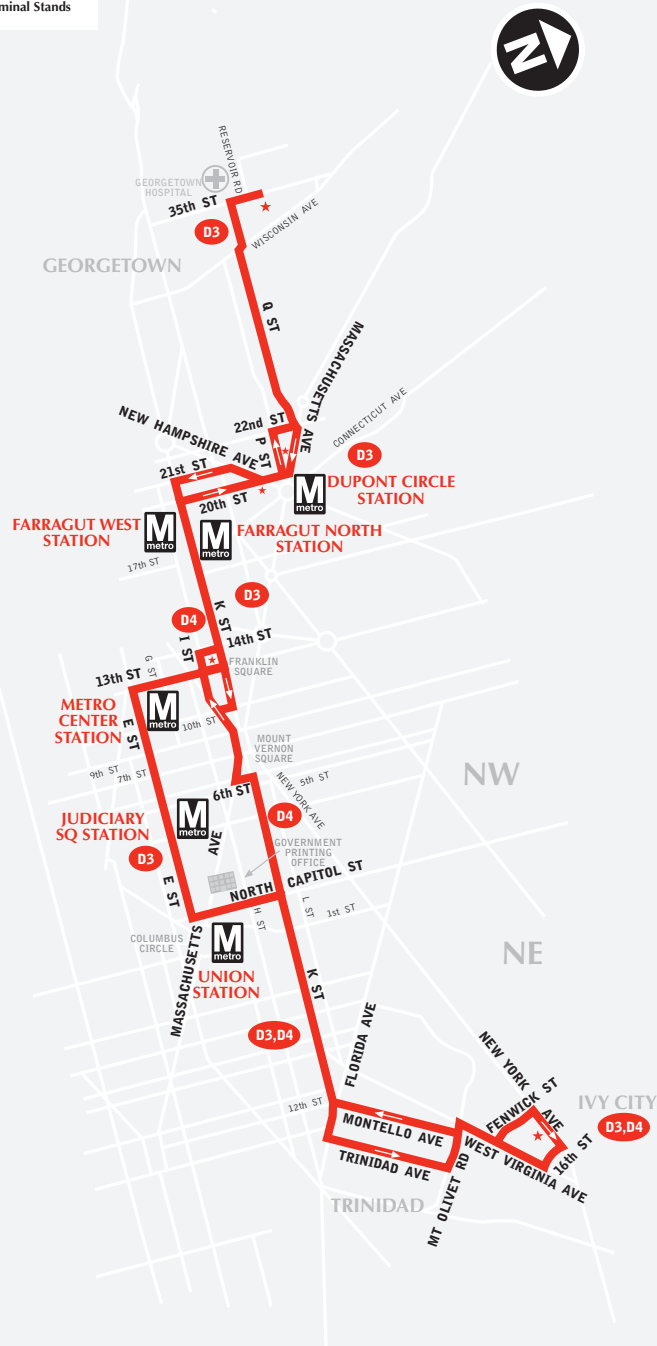 minal Stands
N
RESERVOIR RD
GEORGETOWN
HOSPITAL
35th ST
D3
WISCONSIN AVE
GEORGETOWN
Q ST
MASSACHUSETTS AVE
CONNECTICUT AVE
22nd ST
NEW HAMPSHIRE AVE
P ST
D3
21st ST
20th ST
M
metro
DUPONT CIRCLE
STATION
FARRAGUT WEST
STATION
M
metro
M
metro
FARRAGUT NORTH
STATION
17th ST
D3
D4
K ST
I ST
14th ST
G ST
FRANKLIN
SQUARE
13th ST
METRO
CENTER
STATION
M
metro
E ST
10th ST
MOUNT
VERNON
SQUARE
9th ST
7th ST
5th ST
NEW YORK AVE
NW
6th ST
JUDICIARY
SQ STATION
M
metro
AVE
D4
D3
GOVERNMENT
PRINTING
OFFICE
E ST
NORTH CAPITOL ST
H ST
L ST
1st ST
COLUMBUS
CIRCLE
M
metro
UNION
STATION
MASSACHUSETTS
NE
K ST
D3,D4
FLORIDA AVE
12th ST
NEW YORK AVE
FENWICK ST
IVY CITY
D3,D4
MONTELLO AVE
TRINIDAD AVE
WEST VIRGINIA AVE
16th ST
MT OLIVET RD
TRINIDAD